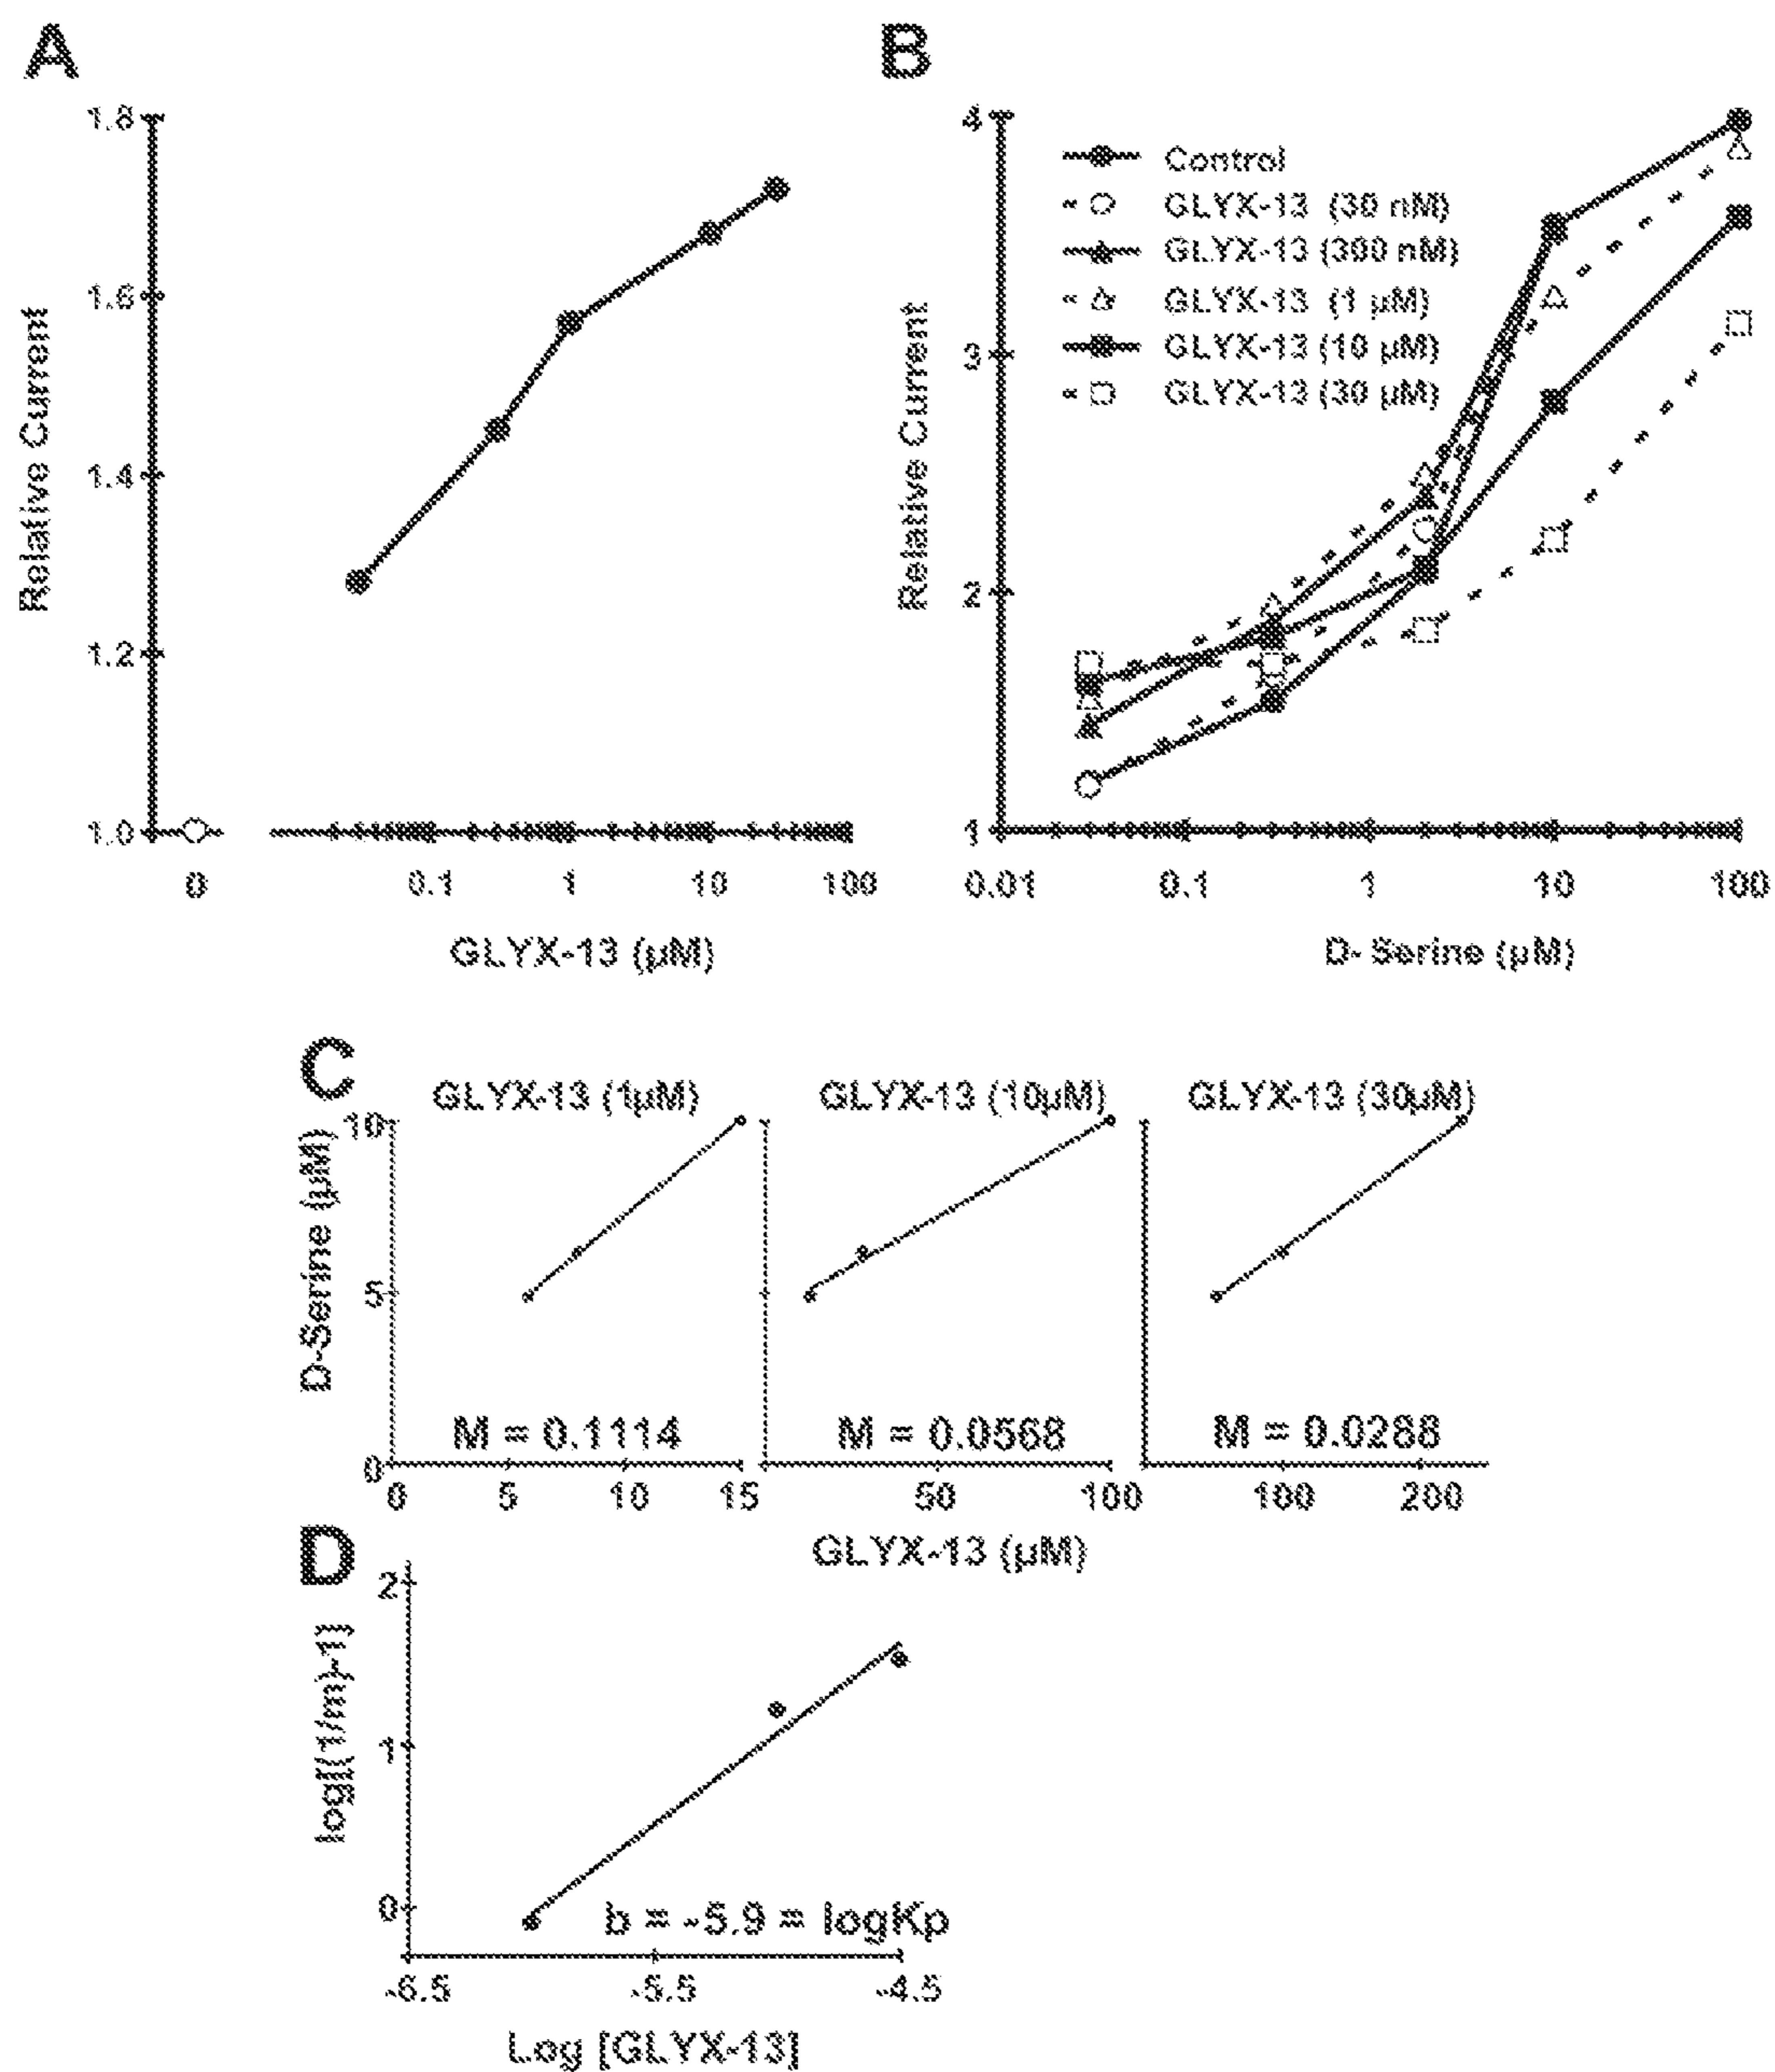 A
1.8
1.6
1.4
1.2
1.0
Relative Current
0 0.1 1 10 100
GLYX-13 (µM)
B
4
3
2
1
Relative Current
Control
GLYX-13 (30 nM)
GLYX-13 (300 nM)
GLYX-13 (1 µM)
GLYX-13 (10 µM)
GLYX-13 (30 µM)
0.01 0.1 1 10 100
D- Serine (µM)
C
GLYX-13 (1µM) GLYX-13 (10µM) GLYX-13 (30µM)
10
5
0
D-Serine (µM)
M = 0.1114 M = 0.0568 M = 0.0288
0 5 10 15 50 100 100 200
GLYX-13 (µM)
D
2
1
0
log[(1/m)-1]
b = -5.9 = logKp
-6.5 -5.5 -4.5
Log [GLYX-13]